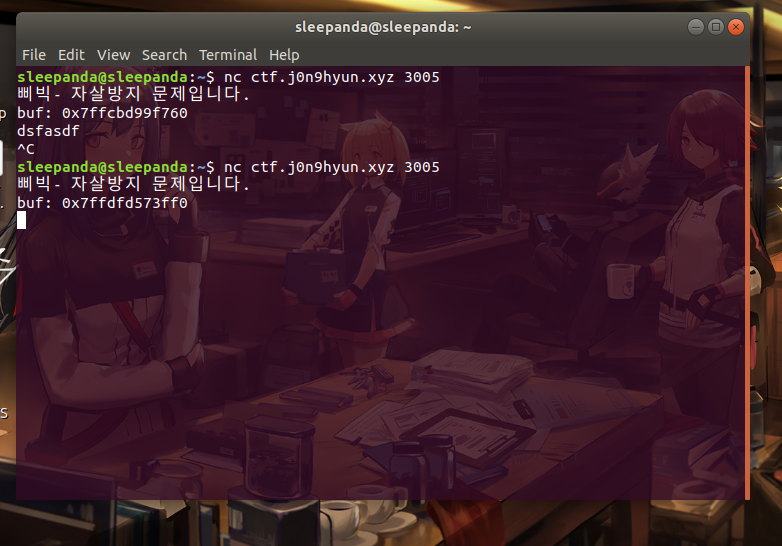 sleepanda@sleepanda: ~
File Edit View Search Terminal Help
sleepanda@sleepanda:~$ nc ctf.j0n9hyun.xyz 3005
삐빅- 자살방지 문제입니다.
buf: 0x7ffcbd99f760
dsfasdf
^C
sleepanda@sleepanda:~$ nc ctf.j0n9hyun.xyz 3005
삐빅- 자살방지 문제입니다.
buf: 0x7ffdfd573ff0